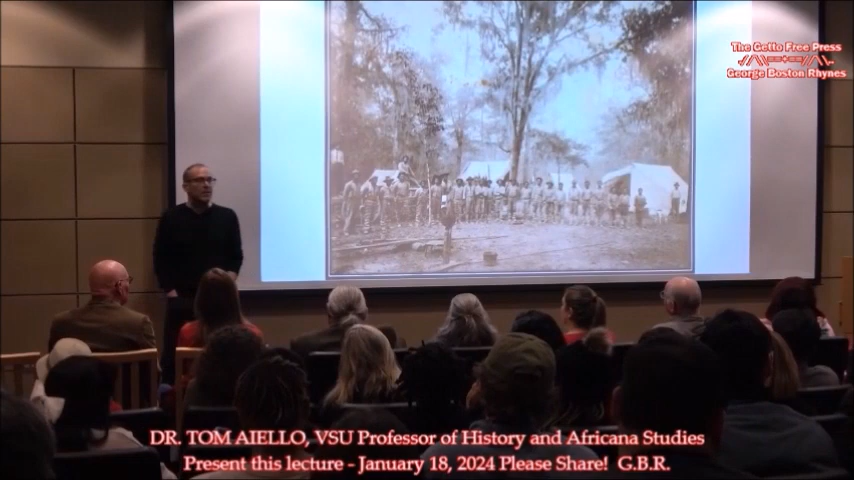 The Getto Free Press
George Boston Rhynes
DR. TOM AIELLO, VSU Professor of History and Africana Studies
Present this lecture - January 18, 2024 Please Share!  G.B.R.